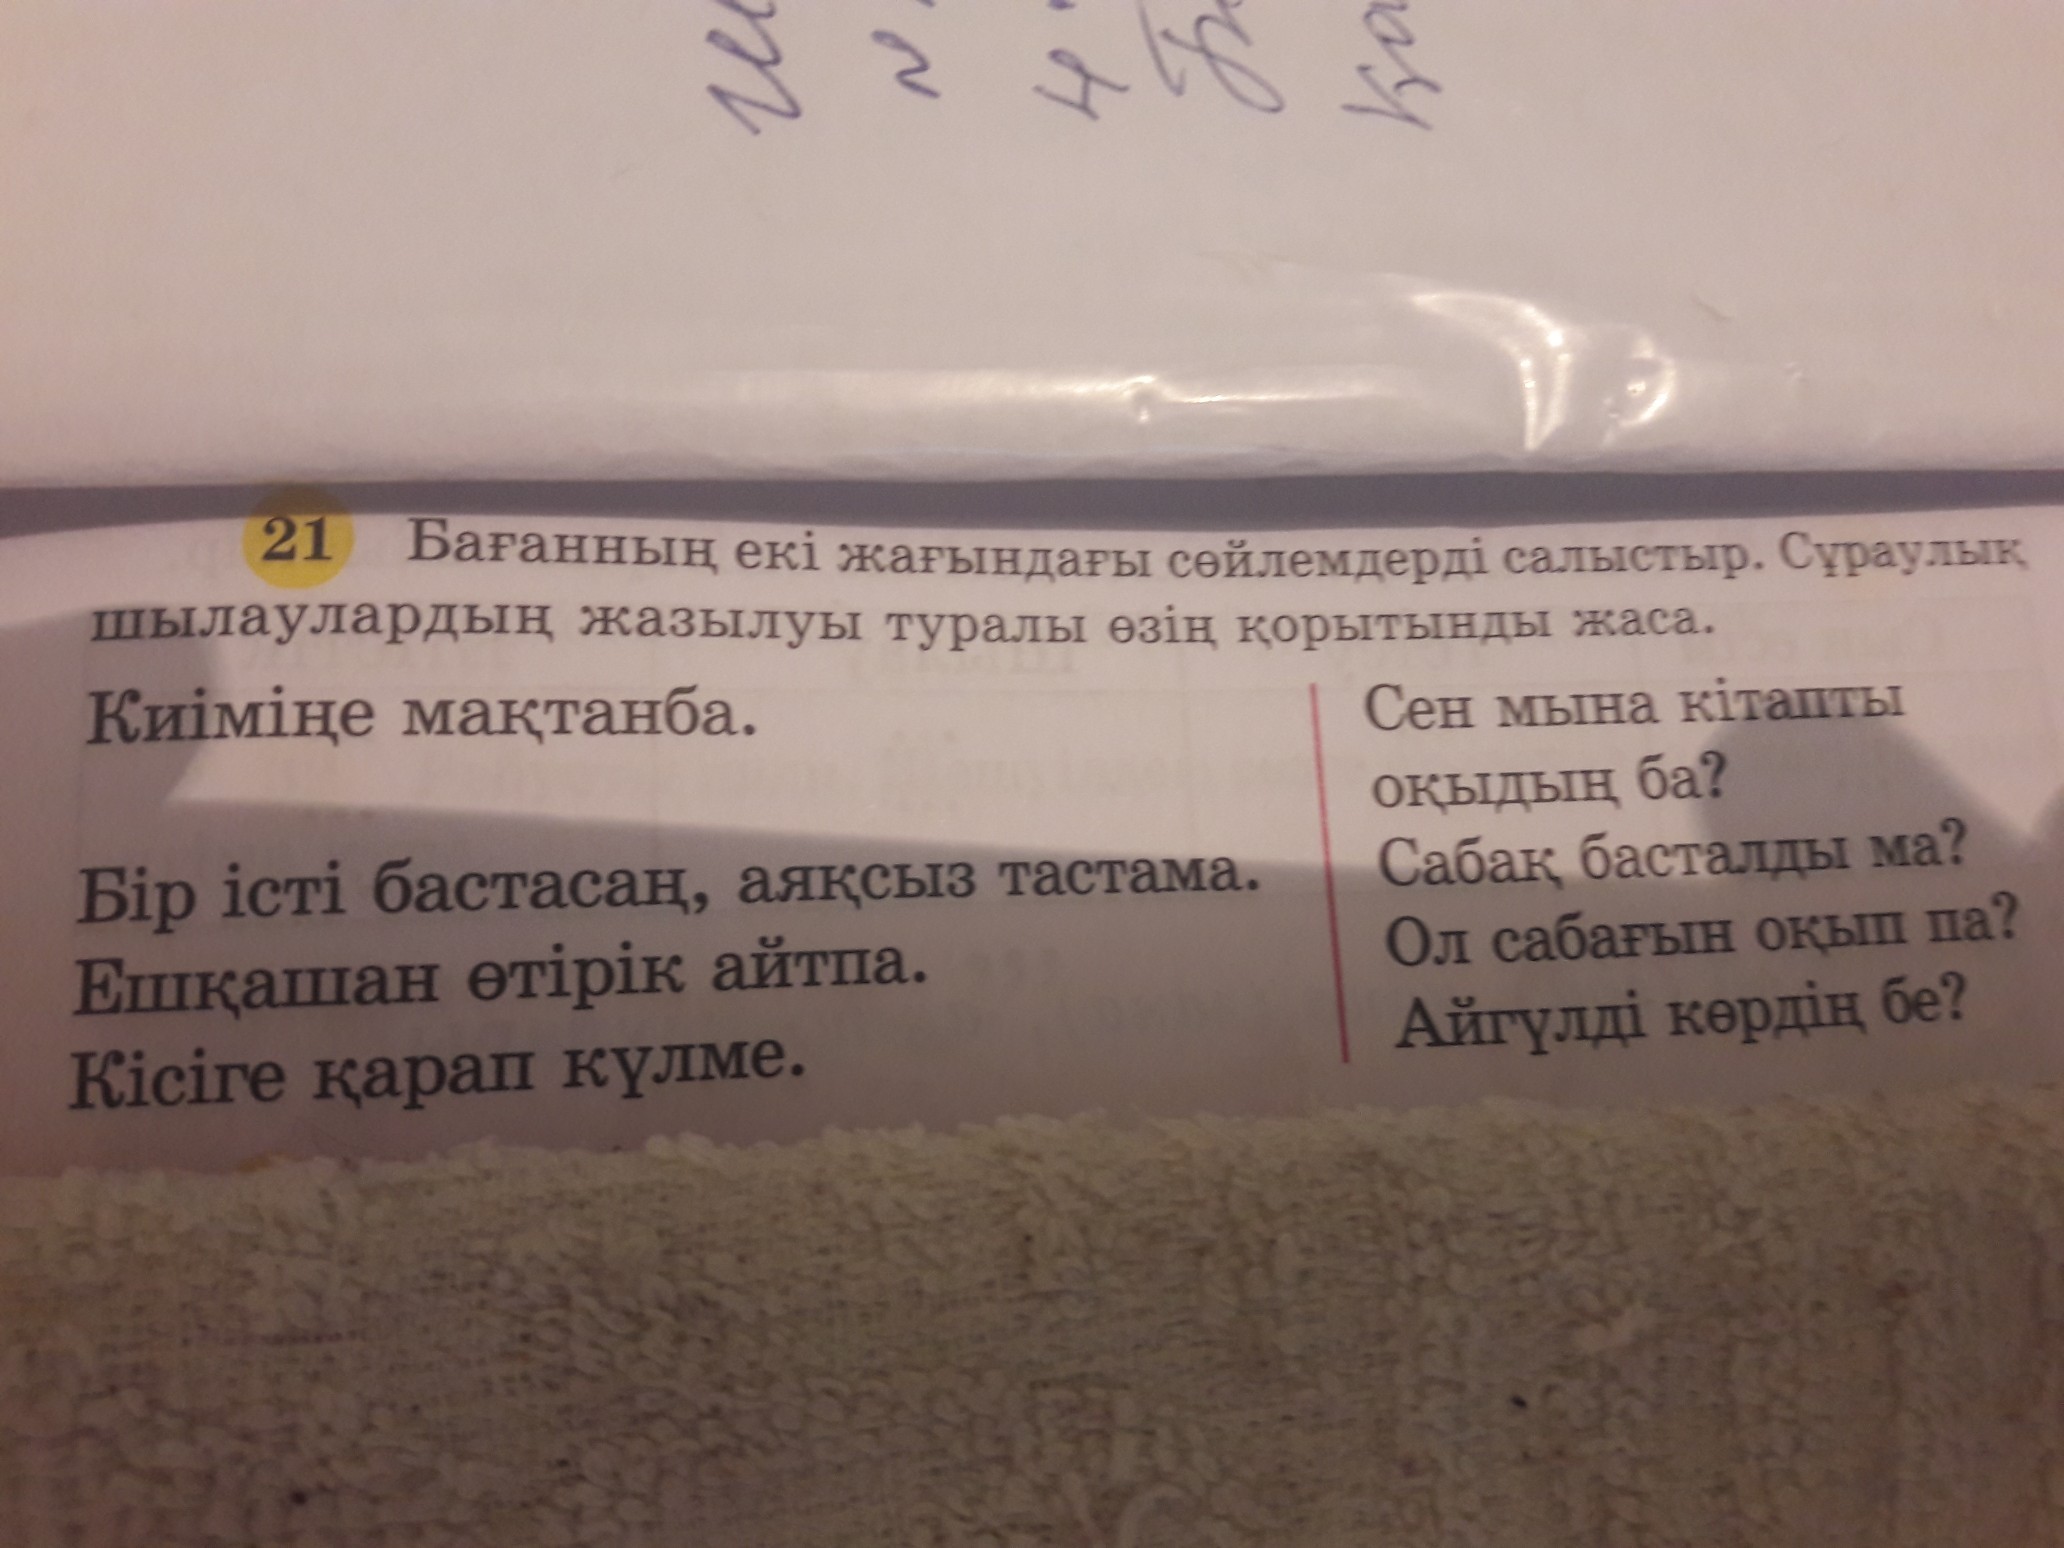 21 Бағанның екі жағындағы сөйлемдерді салыстыр. Сұраулық
шылаулардың жазылуы туралы өзің қорытынды жаса.
Киіміңе мақтанба.
Бір істі бастасаң, аяқсыз тастама.
Ешқашан өтірік айтпа.
Кісіге қарап күлме.
Сен мына кітапты
оқыдың ба?
Сабақ басталды ма?
Ол сабағын оқып па?
Айгүлді көрдің бе?